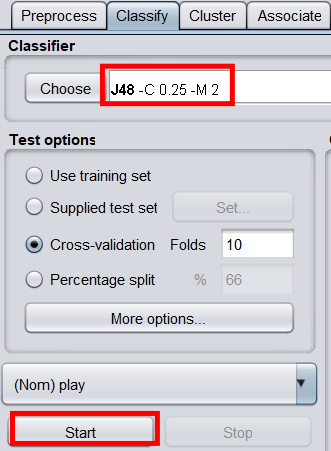 Preprocess Classify Cluster Associate
Classifier
Choose J48 -C 0.25 -M 2
Test options
Use training set
Supplied test set Set...
Cross-validation Folds 10
Percentage split % 66
More options...
(Nom) play
Start Stop